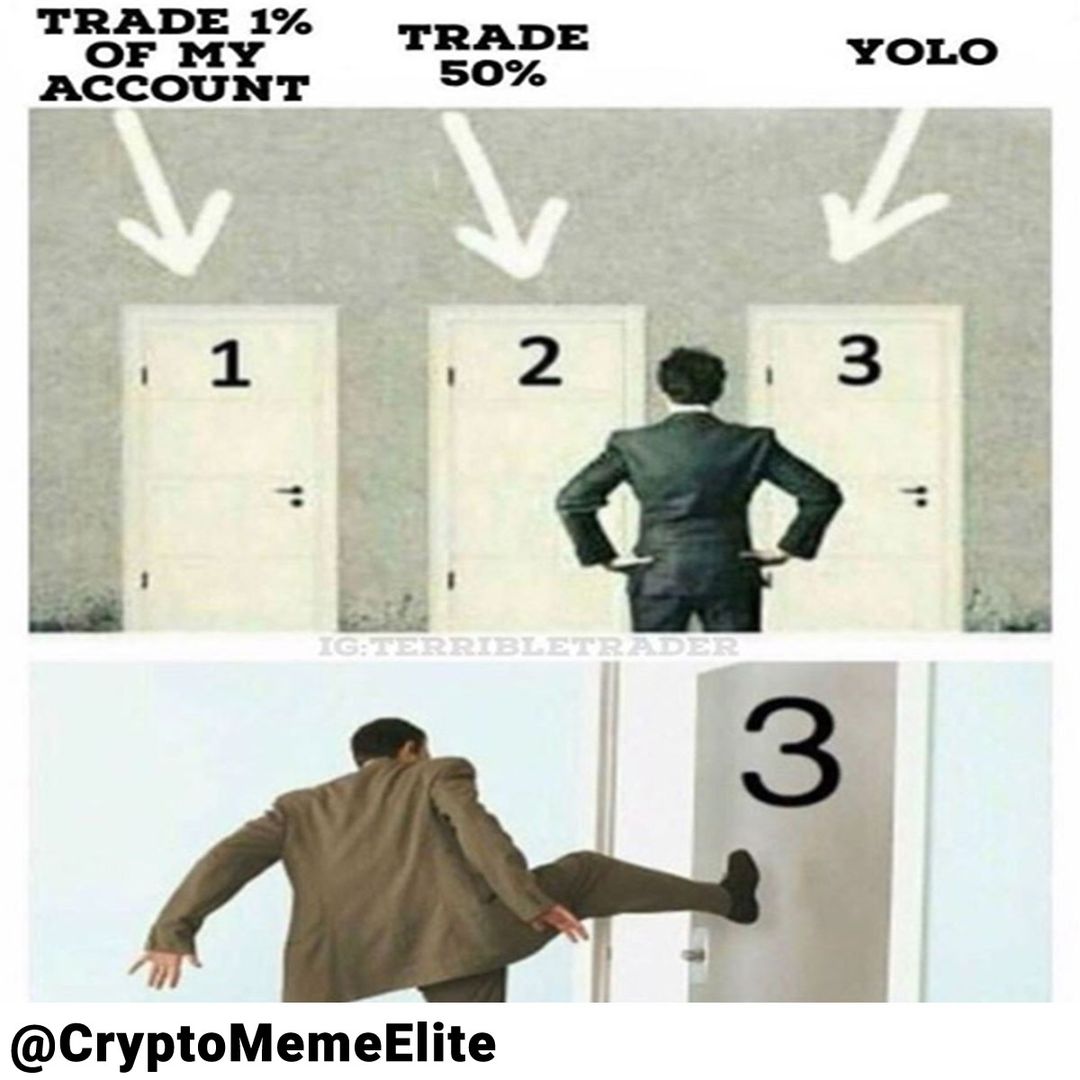 TRADE 1%
OF MY
ACCOUNT
TRADE
50%
YOLO
1
2
3
IG:TERRIBLETRADER
3
@CryptoMemeElite